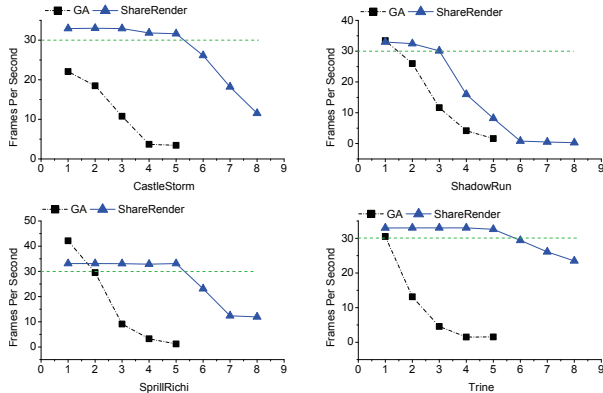 GA ShareRender
Frames Per Second
30
20
10
0
0 1 2 3 4 5 6 7 8 9
CastleStorm
GA ShareRender
Frames Per Second
40
30
20
10
0
0 1 2 3 4 5 6 7 8 9
ShadowRun
GA ShareRender
Frames Per Second
50
40
30
20
10
0
0 1 2 3 4 5 6 7 8 9
SprillRichi
GA ShareRender
Frames Per Second
30
20
10
0
0 1 2 3 4 5 6 7 8 9
Trine